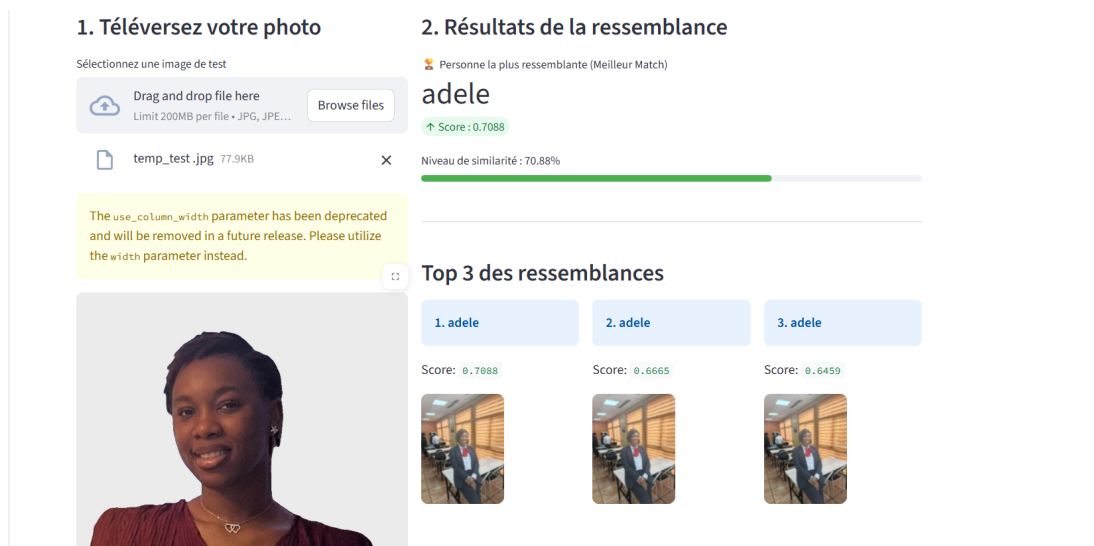 1. Téléversez votre photo
Sélectionnez une image de test
Drag and drop file here
Limit 200MB per file • JPG, JPE…
Browse files
temp_test .jpg 77.9KB
The use_column_width parameter has been deprecated
and will be removed in a future release. Please utilize
the width parameter instead.
2. Résultats de la ressemblance
🏆 Personne la plus ressemblante (Meilleur Match)
adele
↑ Score : 0.7088
Niveau de similarité : 70.88%
Top 3 des ressemblances
1. adele
2. adele
3. adele
Score: 0.7088
Score: 0.6665
Score: 0.6459